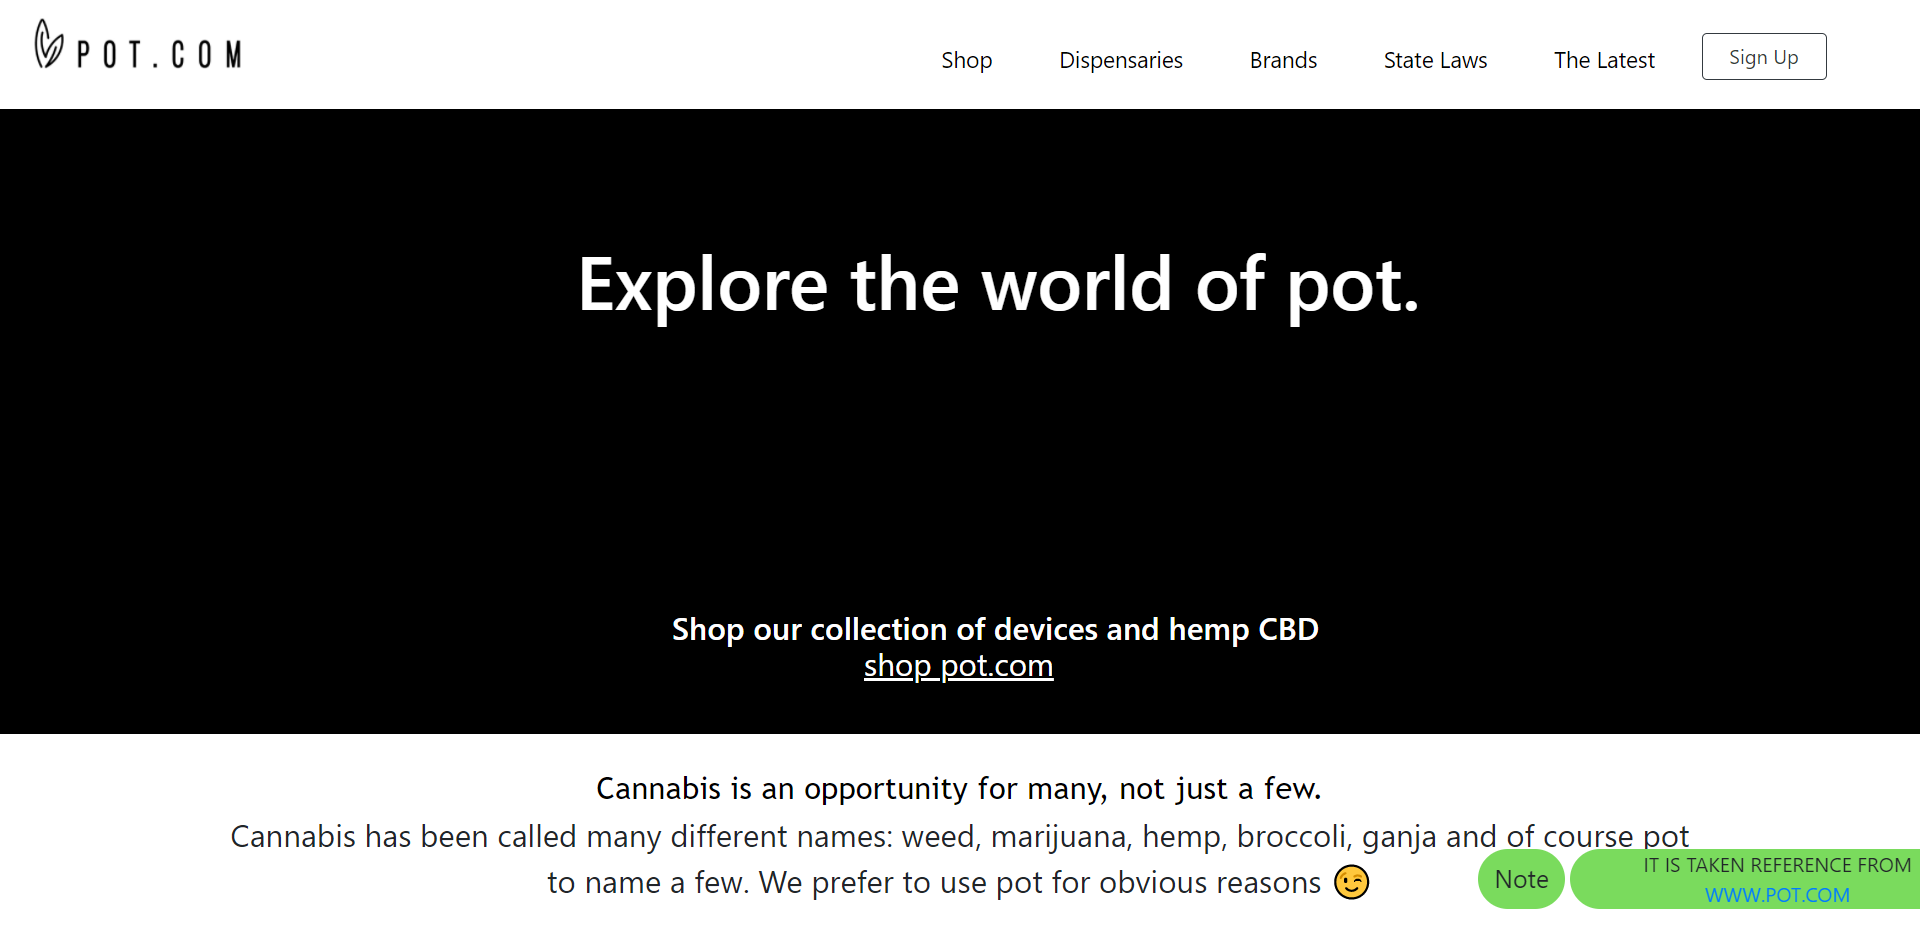 POT.COM
Shop Dispensaries Brands State Laws The Latest Sign Up
Explore the world of pot.
Shop our collection of devices and hemp CBD
shop pot.com
Cannabis is an opportunity for many, not just a few.
Cannabis has been called many different names: weed, marijuana, hemp, broccoli, ganja and of course pot
to name a few. We prefer to use pot for obvious reasons 😉
Note
IT IS TAKEN REFERENCE FROM
WWW.POT.COM